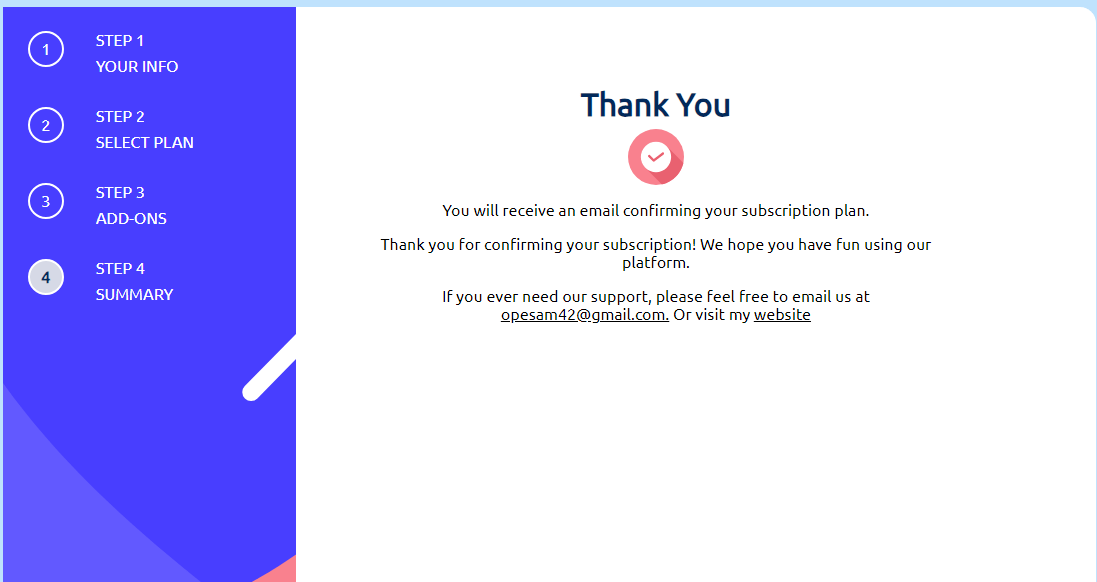 1
STEP 1
YOUR INFO
2
STEP 2
SELECT PLAN
3
STEP 3
ADD-ONS
4
STEP 4
SUMMARY
Thank You
You will receive an email confirming your subscription plan.
Thank you for confirming your subscription! We hope you have fun using our
platform.
If you ever need our support, please feel free to email us at
opesam42@gmail.com. Or visit my website